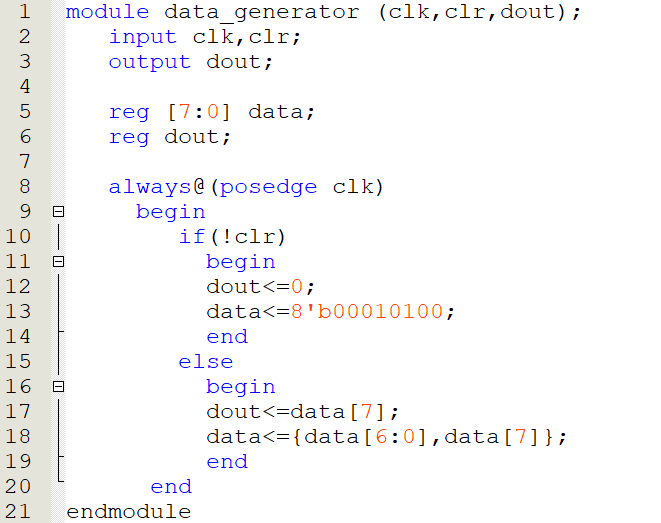 1 module data_generator (clk,clr,dout);
2 input clk,clr;
3 output dout;
4
5 reg [7:0] data;
6 reg dout;
7
8 always@(posedge clk)
9 begin
10 if(!clr)
11 begin
12 dout<=0;
13 data<=8'b00010100;
14 end
15 else
16 begin
17 dout<=data[7];
18 data<={data[6:0],data[7]};
19 end
20 end
21 endmodule